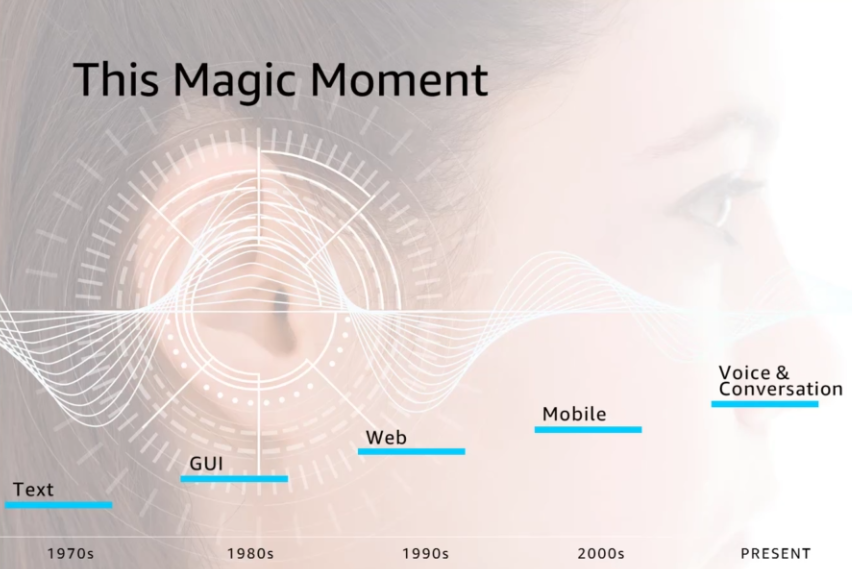 This Magic Moment
Voice &
Conversation
Mobile
Web
GUI
Text
1970s
1980s
1990s
2000s
PRESENT